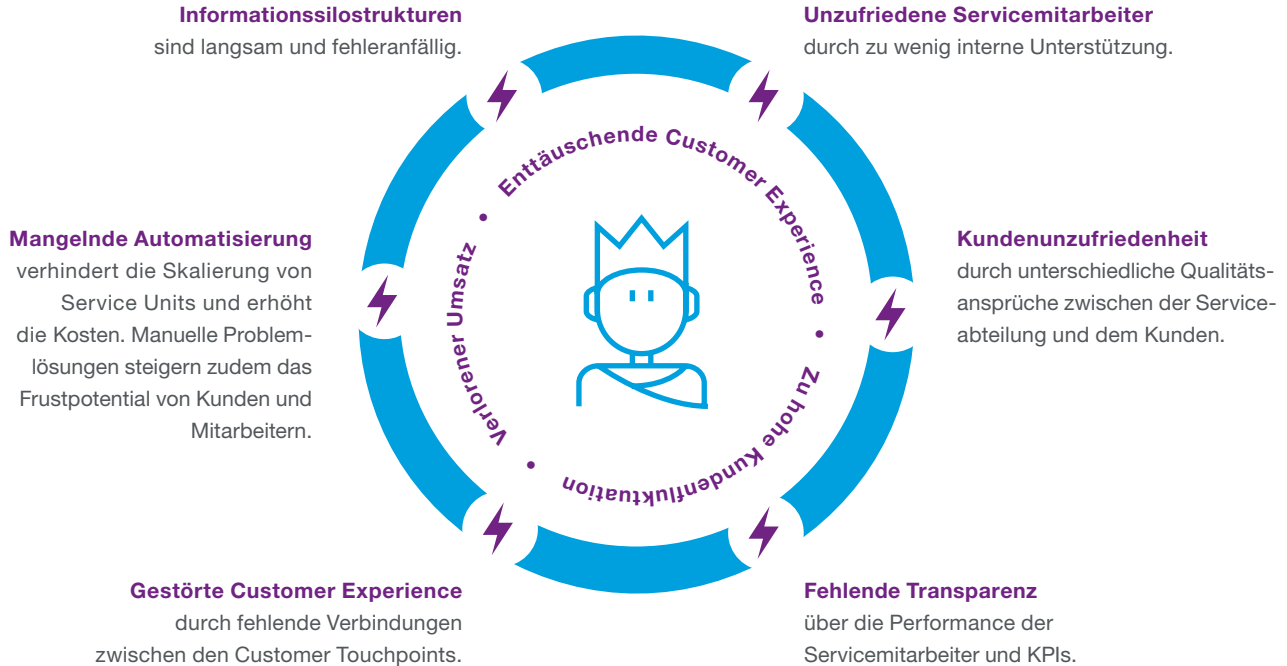 Informationssilostrukturen
sind langsam und fehleranfällig.
Unzufriedene Servicemitarbeiter
durch zu wenig interne Unterstützung.
Mangelnde Automatisierung
verhindert die Skalierung von
Service Units und erhöht
die Kosten. Manuelle Problem-
lösungen steigern zudem das
Frustpotential von Kunden und
Mitarbeitern.
Enttäuschende Customer Experience •
Zu hohe Kundenfluktuation •
Verlorener Umsatz •
Kundenunzufriedenheit
durch unterschiedliche Qualitäts-
ansprüche zwischen der Service-
abteilung und dem Kunden.
Gestörte Customer Experience
durch fehlende Verbindungen
zwischen den Customer Touchpoints.
Fehlende Transparenz
über die Performance der
Servicemitarbeiter und KPIs.